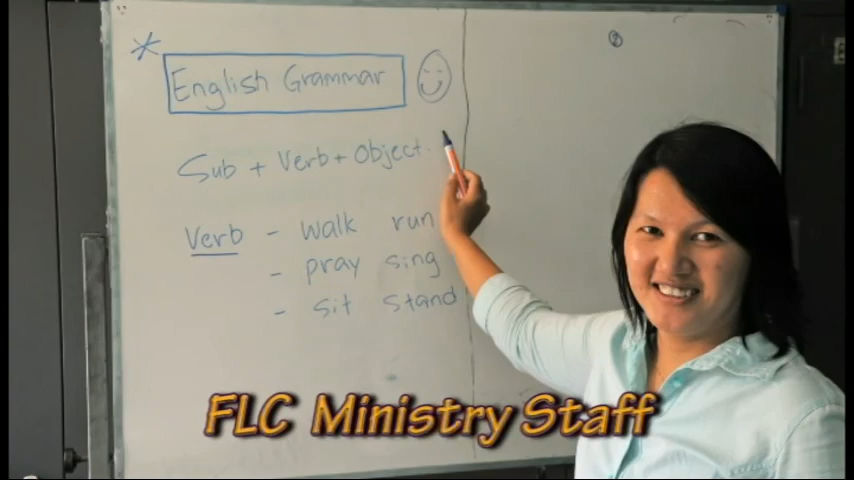 * English Grammar
Sub + Verb + Object.
Verb - walk run
- pray sing
- sit stand
FLC Ministry Staff